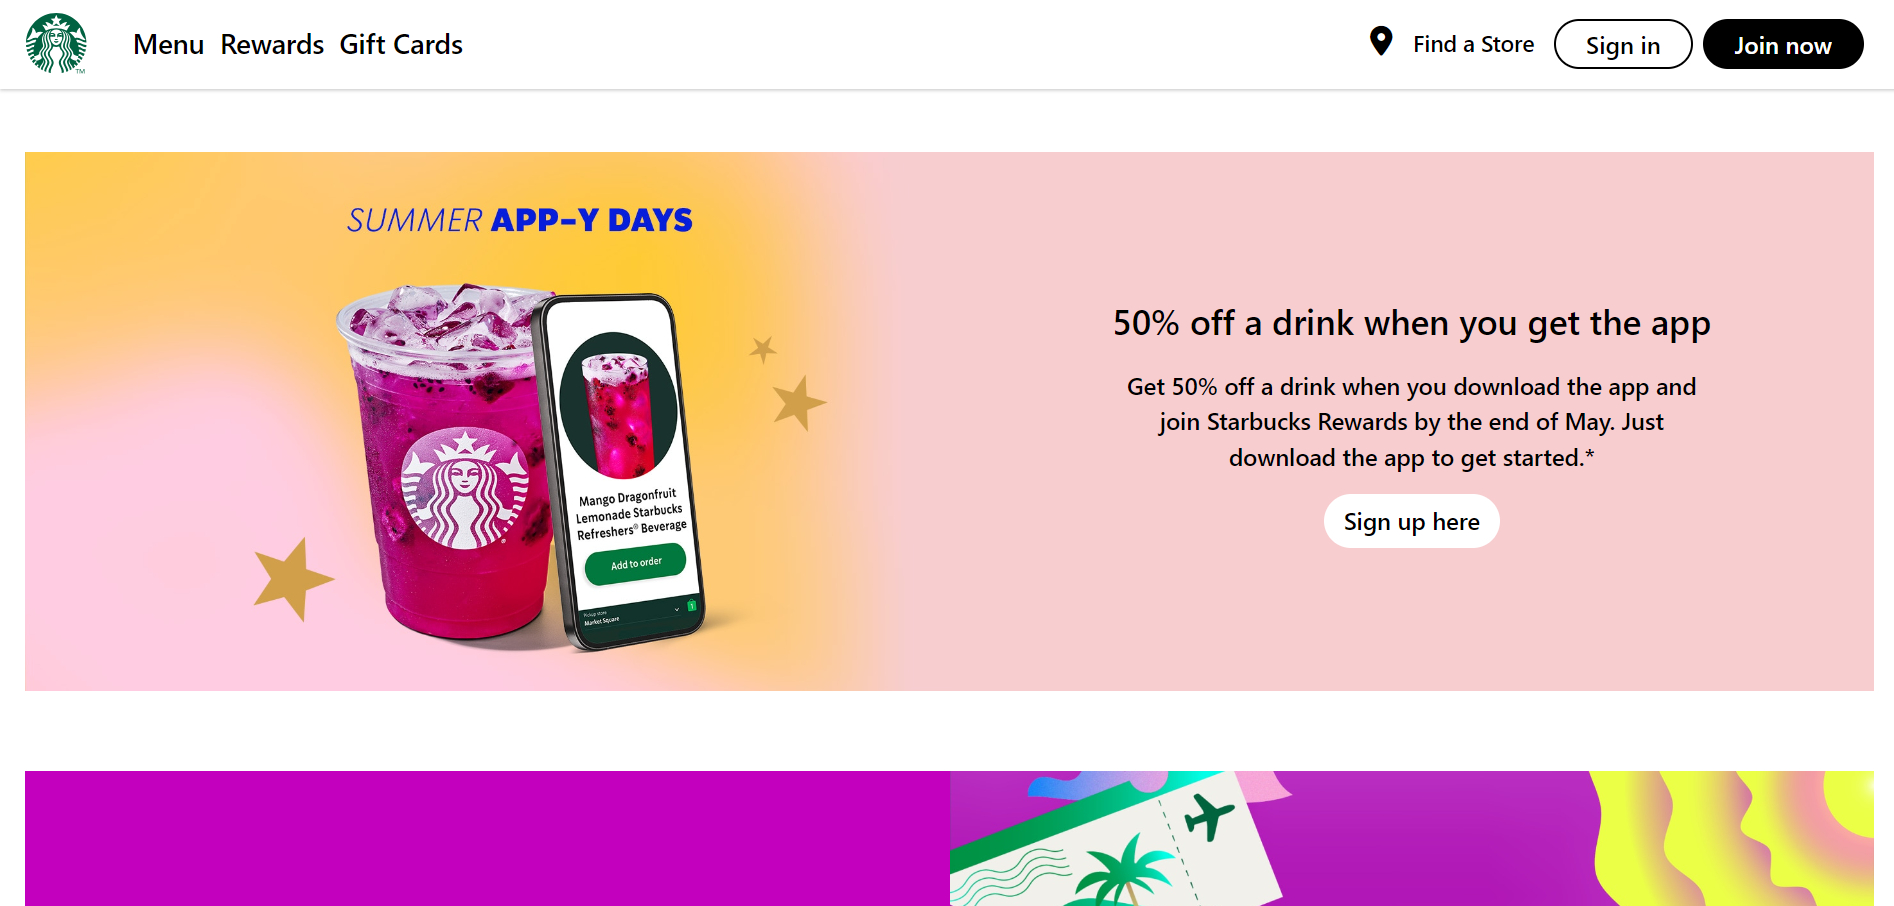 Menu Rewards Gift Cards
Find a Store
Sign in
Join now
TM
SUMMER APP-Y DAYS
Mango Dragonfruit
Lemonade Starbucks
Refreshers® Beverage
Add to order
Pickup store
Market Square
1
50% off a drink when you get the app
Get 50% off a drink when you download the app and
join Starbucks Rewards by the end of May. Just
download the app to get started.*
Sign up here